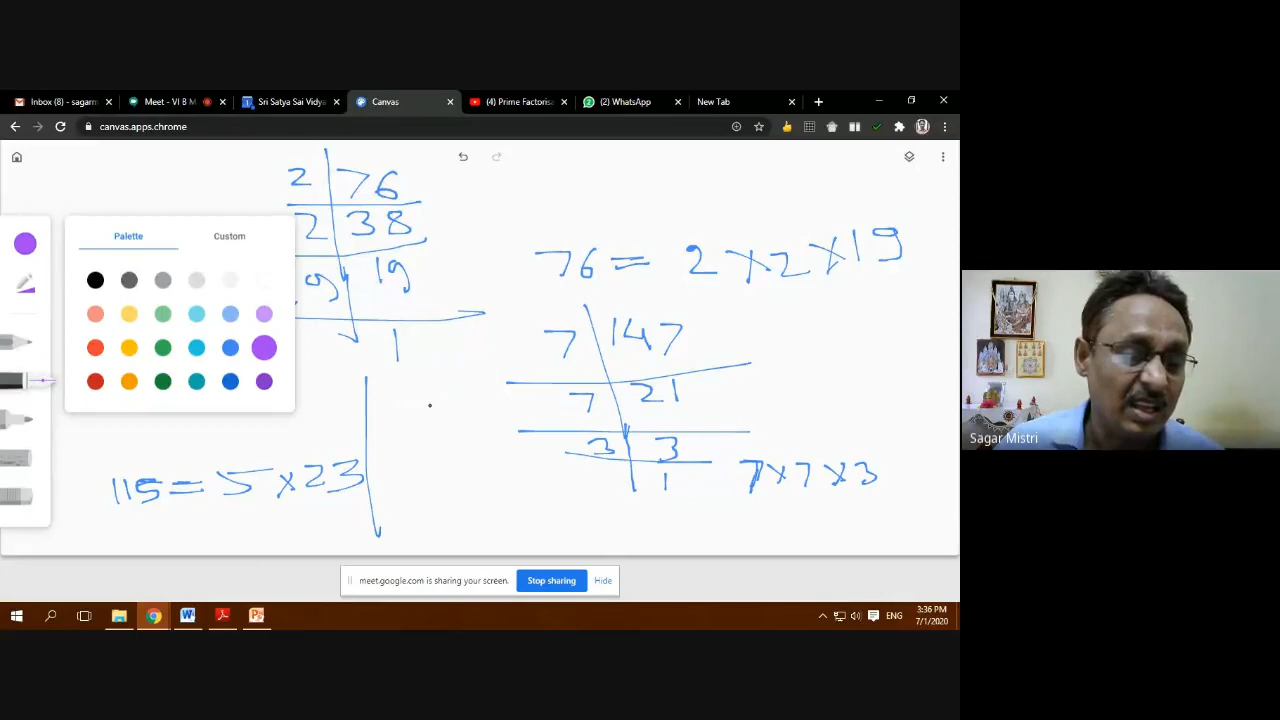 Inbox (8) - sagarm
Meet - VI B M
Sri Satya Sai Vidya
Canvas
(4) Prime Factorisa
(2) WhatsApp
New Tab
canvas.apps.chrome
2 76
2 38
19 19
1
Palette
Custom
76 = 2 × 2 × 19
7 147
7 21
3 3
1
7 × 7 × 3
115 = 5 × 23
Sagar Mistri
meet.google.com is sharing your screen.
Stop sharing
Hide
ENG
3:36 PM
7/1/2020